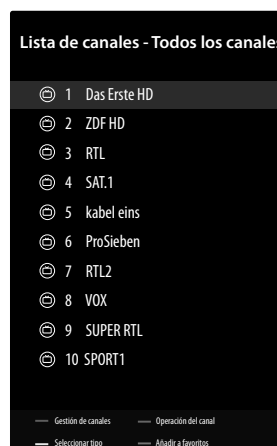 Lista de canales - Todos los canales
1 Das Erste HD
2 ZDF HD
3 RTL
4 SAT.1
5 kabel eins
6 ProSieben
7 RTL2
8 VOX
9 SUPER RTL
10 SPORT1
Gestión de canales Operación del canal
Seleccionar tipo Añadir a favoritos